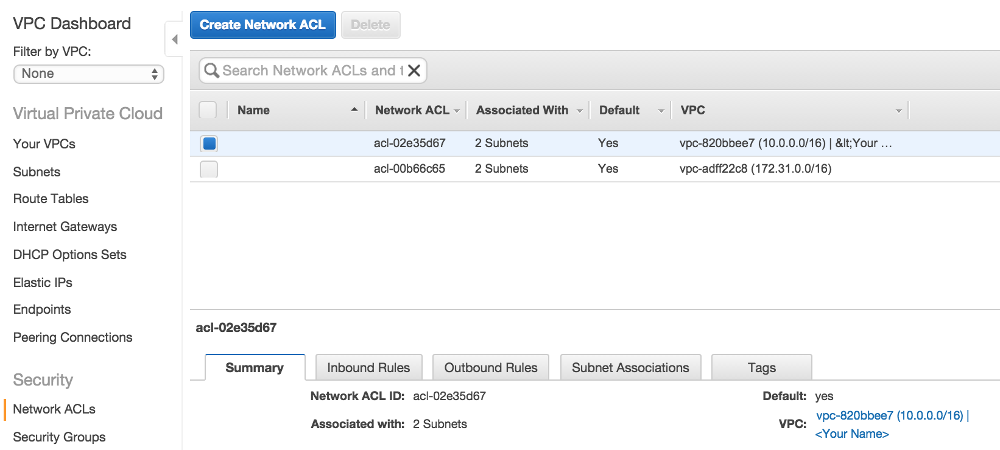 VPC Dashboard
Filter by VPC:
None
Virtual Private Cloud
Your VPCs
Subnets
Route Tables
Internet Gateways
DHCP Options Sets
Elastic IPs
Endpoints
Peering Connections
Security
Network ACLs
Security Groups
Create Network ACL Delete
Search Network ACLs and t
Name Network ACL Associated With Default VPC
acl-02e35d67 2 Subnets Yes vpc-820bbee7 (10.0.0.0/16) | &lt;Your ...
acl-00b66c65 2 Subnets Yes vpc-adff22c8 (172.31.0.0/16)
acl-02e35d67
Summary Inbound Rules Outbound Rules Subnet Associations Tags
Network ACL ID: acl-02e35d67 Default: yes
Associated with: 2 Subnets VPC: vpc-820bbee7 (10.0.0.0/16) |
<Your Name>